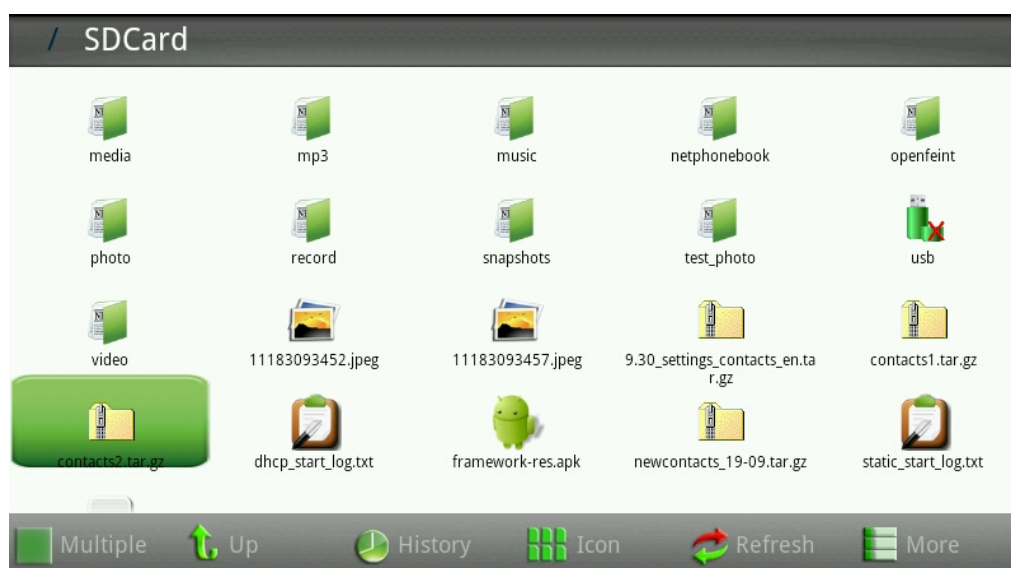 / SDCard
media mp3 music netphonebook openfeint
photo record snapshots test_photo usb
video 11183093452.jpeg 11183093457.jpeg 9.30_settings_contacts_en.ta contacts1.tar.gz
r.gz
contacts2.tar.gz dhcp_start_log.txt framework-res.apk newcontacts_19-09.tar.gz static_start_log.txt
Multiple Up History Icon Refresh More